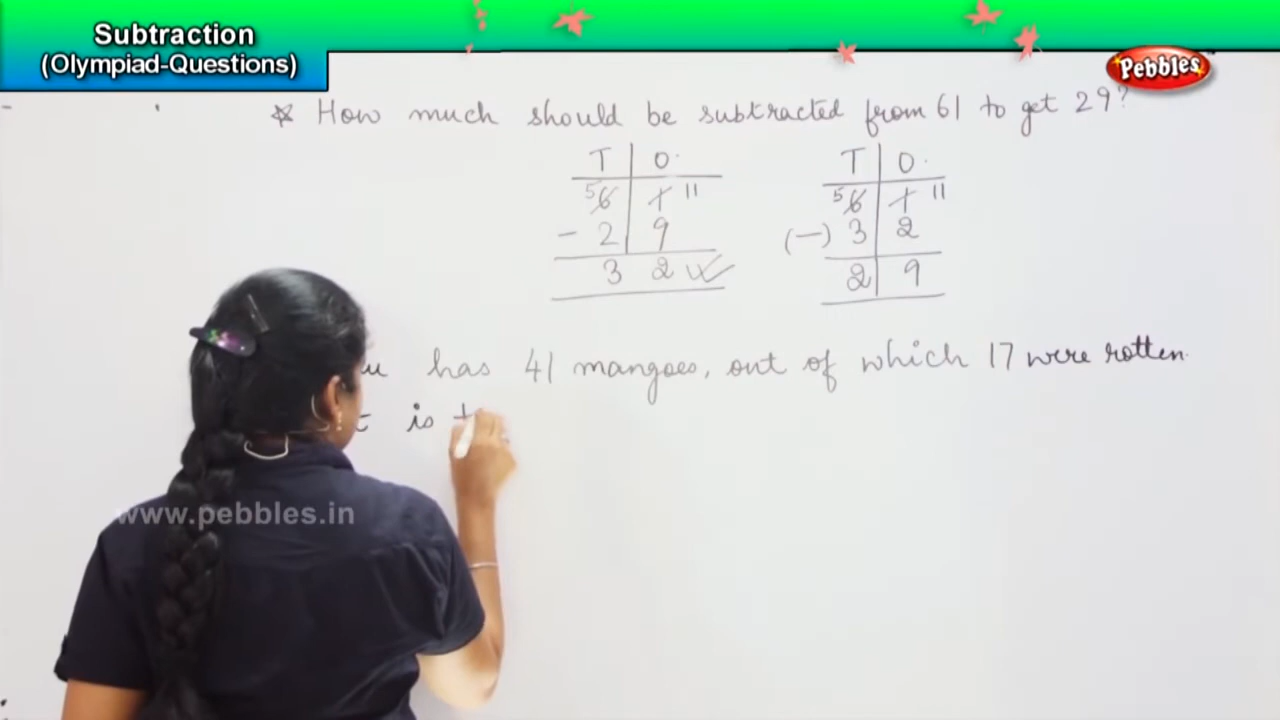 Subtraction
(Olympiad-Questions)
Pebbles
How much should be subtracted from 61 to get 29?
T O. T O.
5 6 1 11 5 6 1 11
- 2 9 (-) 3 2
3 2 2 9
has 41 mangoes, out of which 17 were rotten.
is
www.pebbles.in